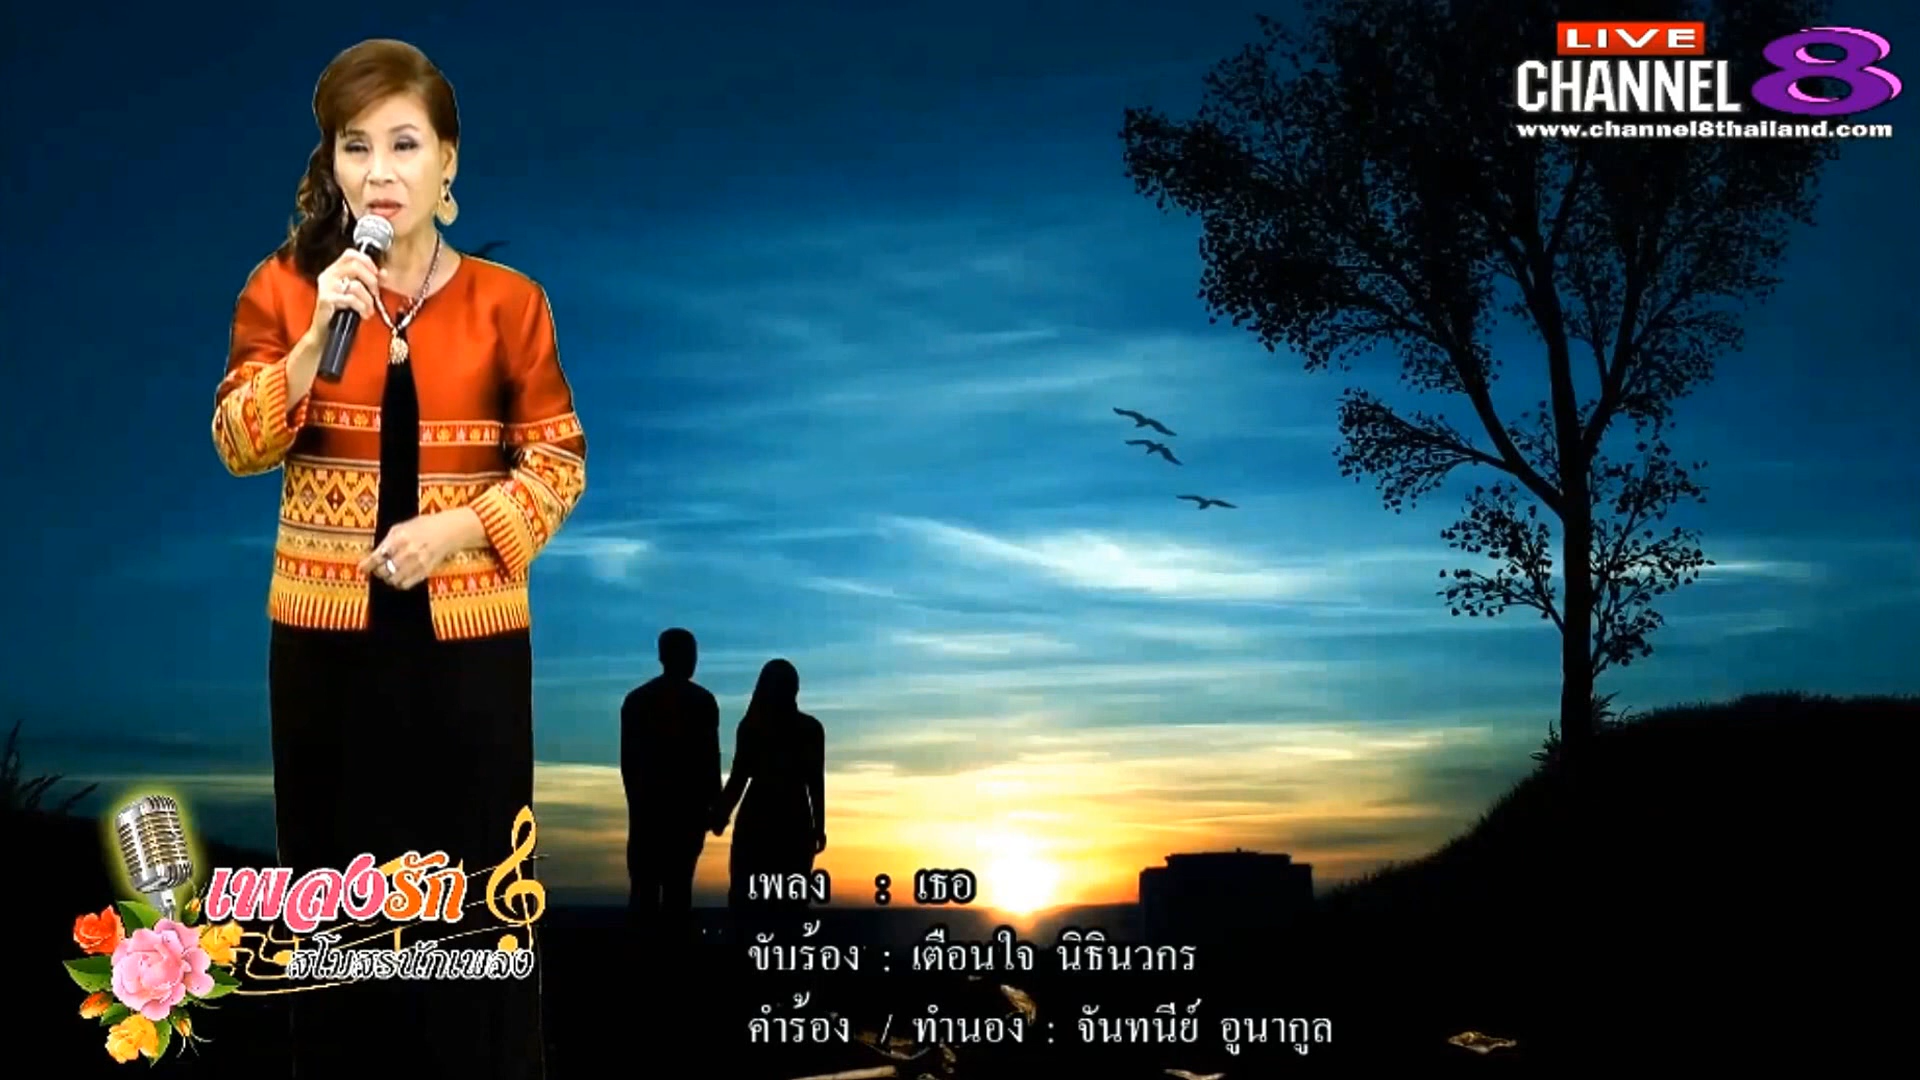 LIVE
CHANNEL 8
www.channel8thailand.com
เพลงรัก
สโมสรนักเพลง
เพลง : เธอ
ขับร้อง : เตือนใจ นิธินวกร
คำร้อง / ทำนอง : จันทนีย์ อูนากูล